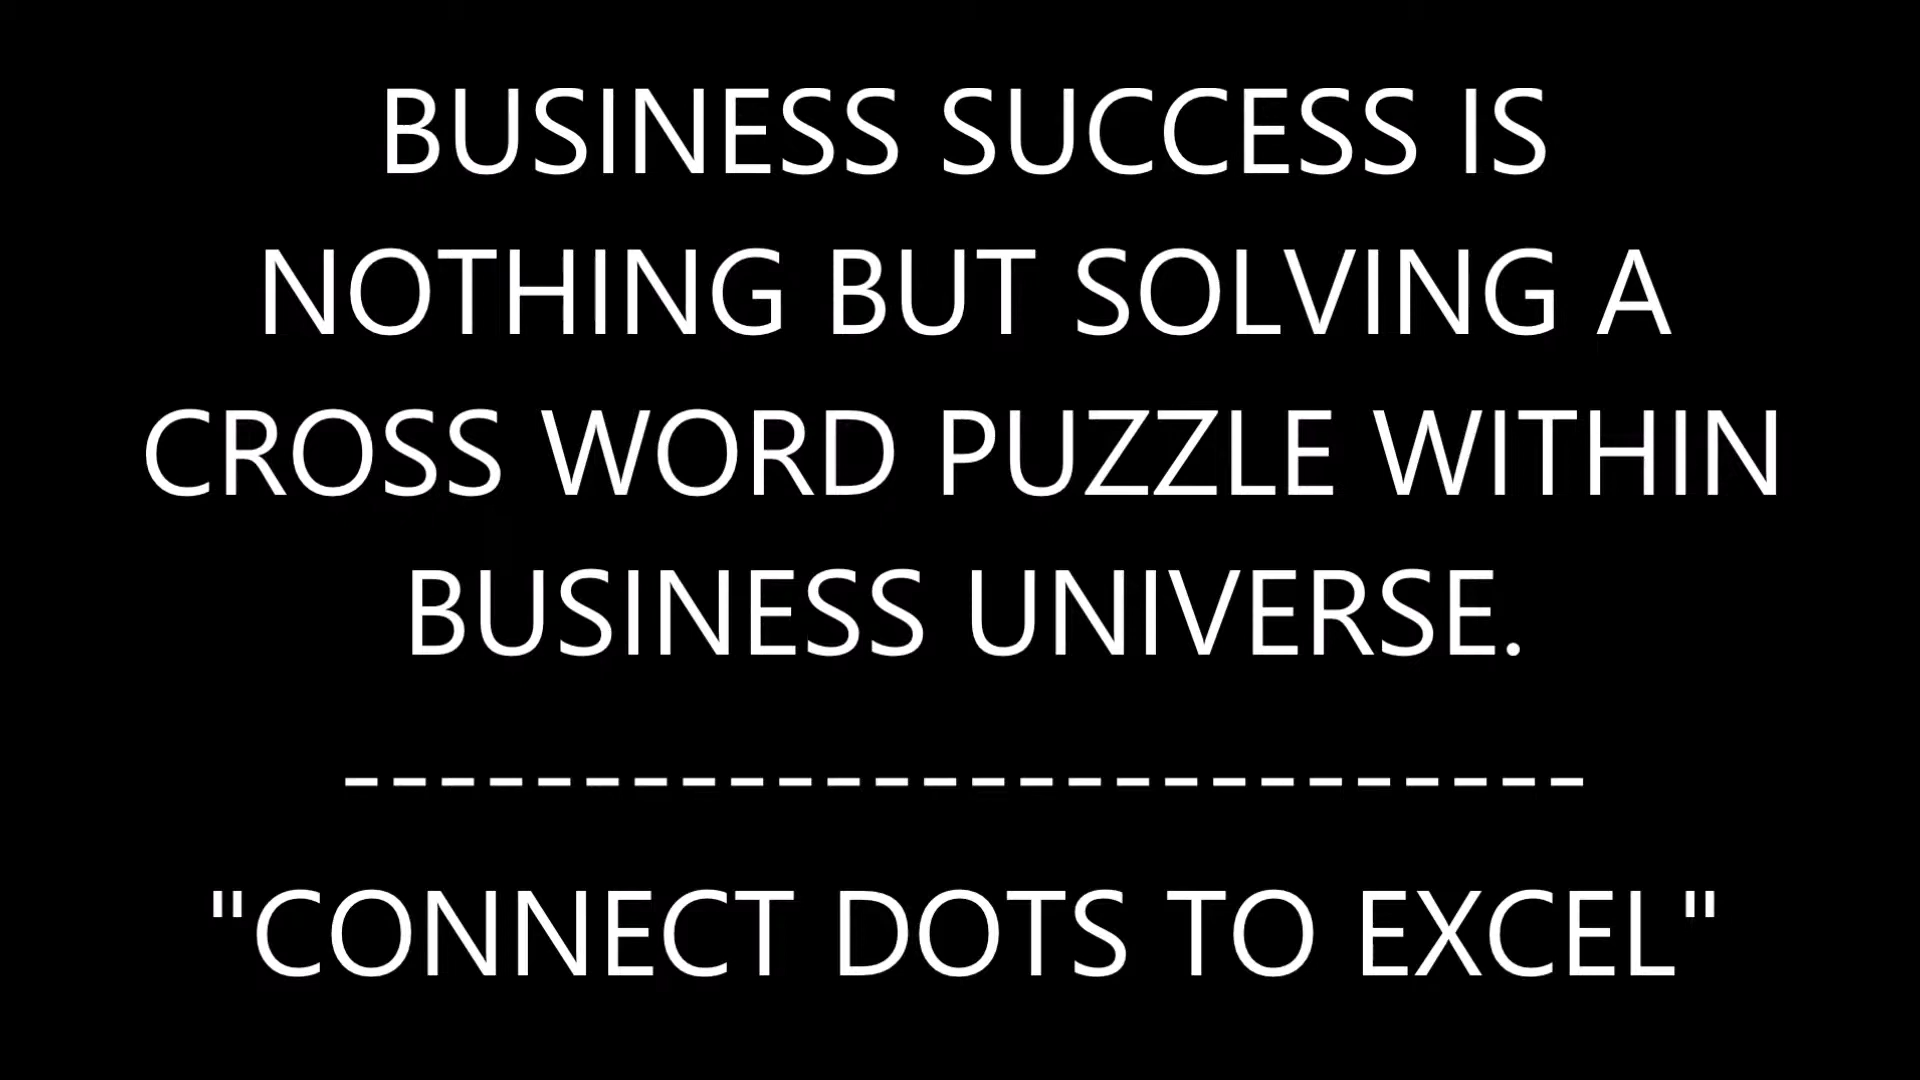 BUSINESS SUCCESS IS
NOTHING BUT SOLVING A
CROSS WORD PUZZLE WITHIN
BUSINESS UNIVERSE.
--------------------------
"CONNECT DOTS TO EXCEL"